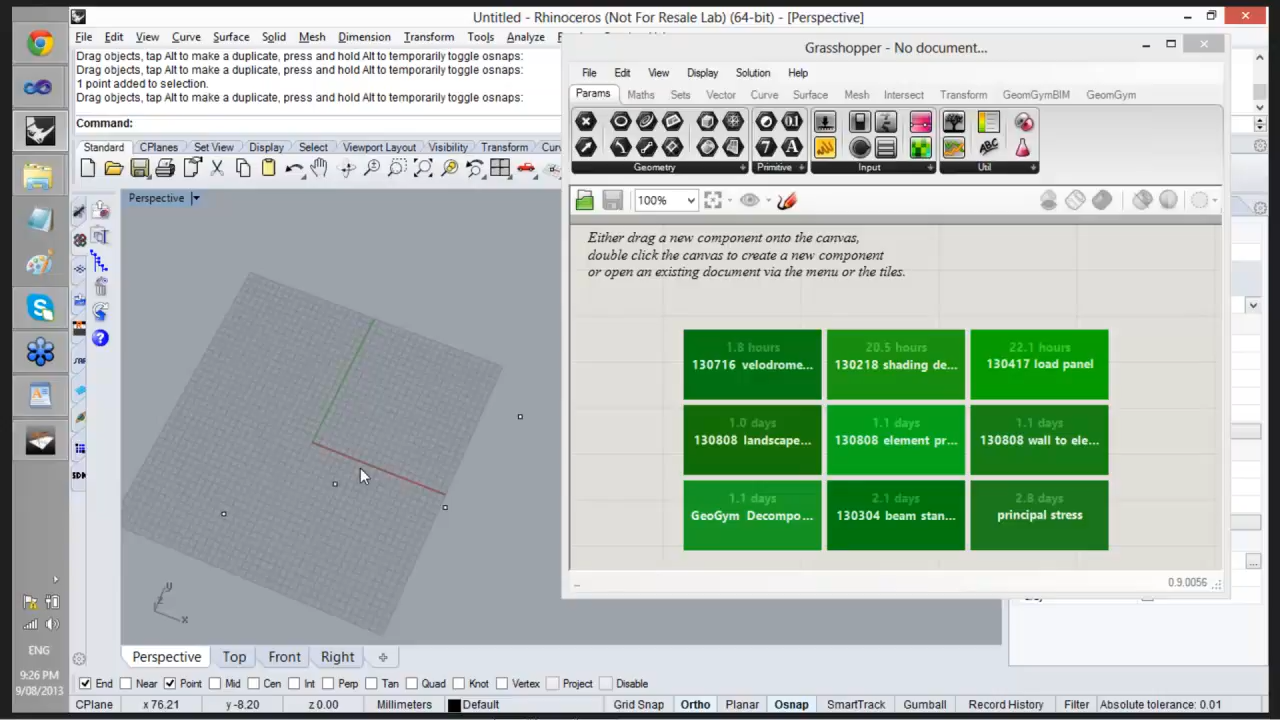 Untitled - Rhinoceros (Not For Resale Lab) (64-bit) - [Perspective]
File Edit View Curve Surface Solid Mesh Dimension Transform Tools Analyze
Drag objects, tap Alt to make a duplicate, press and hold Alt to temporarily toggle osnaps:
Drag objects, tap Alt to make a duplicate, press and hold Alt to temporarily toggle osnaps:
1 point added to selection.
Drag objects, tap Alt to make a duplicate, press and hold Alt to temporarily toggle osnaps:
Command:
Standard CPlanes Set View Display Select Viewport Layout Visibility Transform Cur
Perspective
Grasshopper - No document...
File Edit View Display Solution Help
Params Maths Sets Vector Curve Surface Mesh Intersect Transform GeomGymBIM GeomGym
Geometry Primitive Input Util
100%
Either drag a new component onto the canvas,
double click the canvas to create a new component
or open an existing document via the menu or the tiles.
1.8 hours 20.5 hours 22.1 hours
130716 velodrome... 130218 shading de... 130417 load panel
1.0 days 1.1 days 1.1 days
130808 landscape... 130808 element pr... 130808 wall to ele...
1.1 days 2.1 days 2.8 days
GeoGym Decompo... 130304 beam stan... principal stress
0.9.0056
y
z
x
Perspective Top Front Right
End Near Point Mid Cen Int Perp Tan Quad Knot Vertex Project Disable
CPlane x 76.21 y -8.20 z 0.00 Millimeters Default Grid Snap Ortho Planar Osnap SmartTrack Gumball Record History Filter Absolute tolerance: 0.01
ENG
9:26 PM
9/08/2013